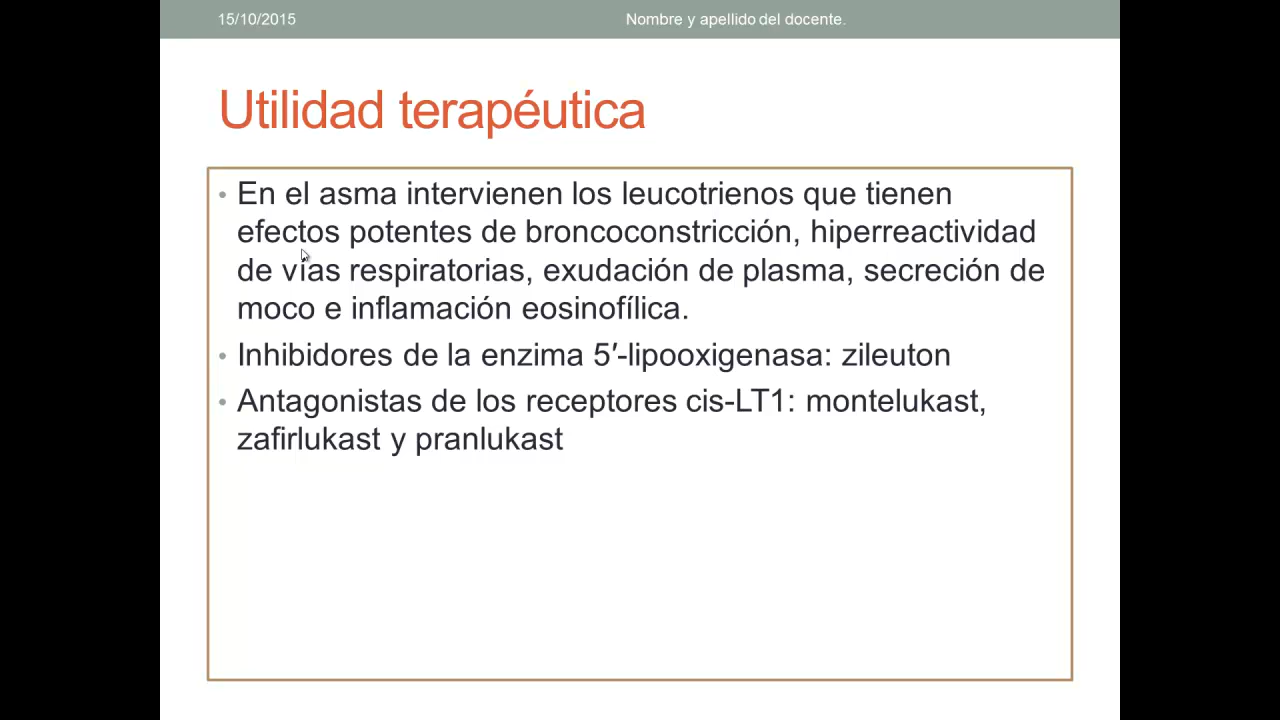 15/10/2015
Nombre y apellido del docente.
Utilidad terapéutica
• En el asma intervienen los leucotrienos que tienen
efectos potentes de broncoconstricción, hiperreactividad
de vías respiratorias, exudación de plasma, secreción de
moco e inflamación eosinofílica.
• Inhibidores de la enzima 5′-lipooxigenasa: zileuton
• Antagonistas de los receptores cis-LT1: montelukast,
zafirlukast y pranlukast